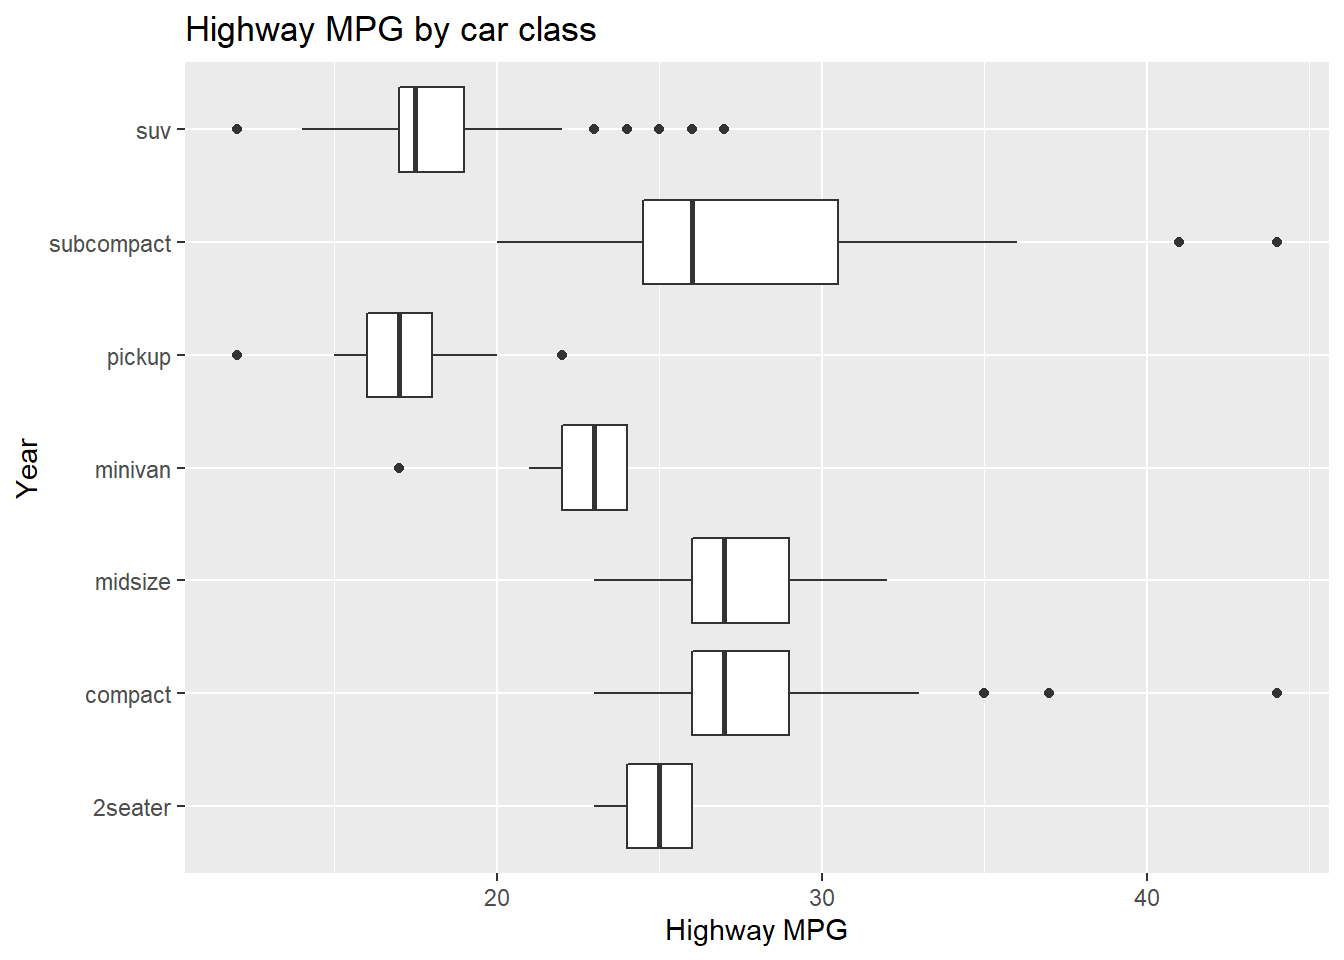 Highway MPG by car class
suv
subcompact
pickup
minivan
midsize
compact
2seater
Year
20 30 40
Highway MPG